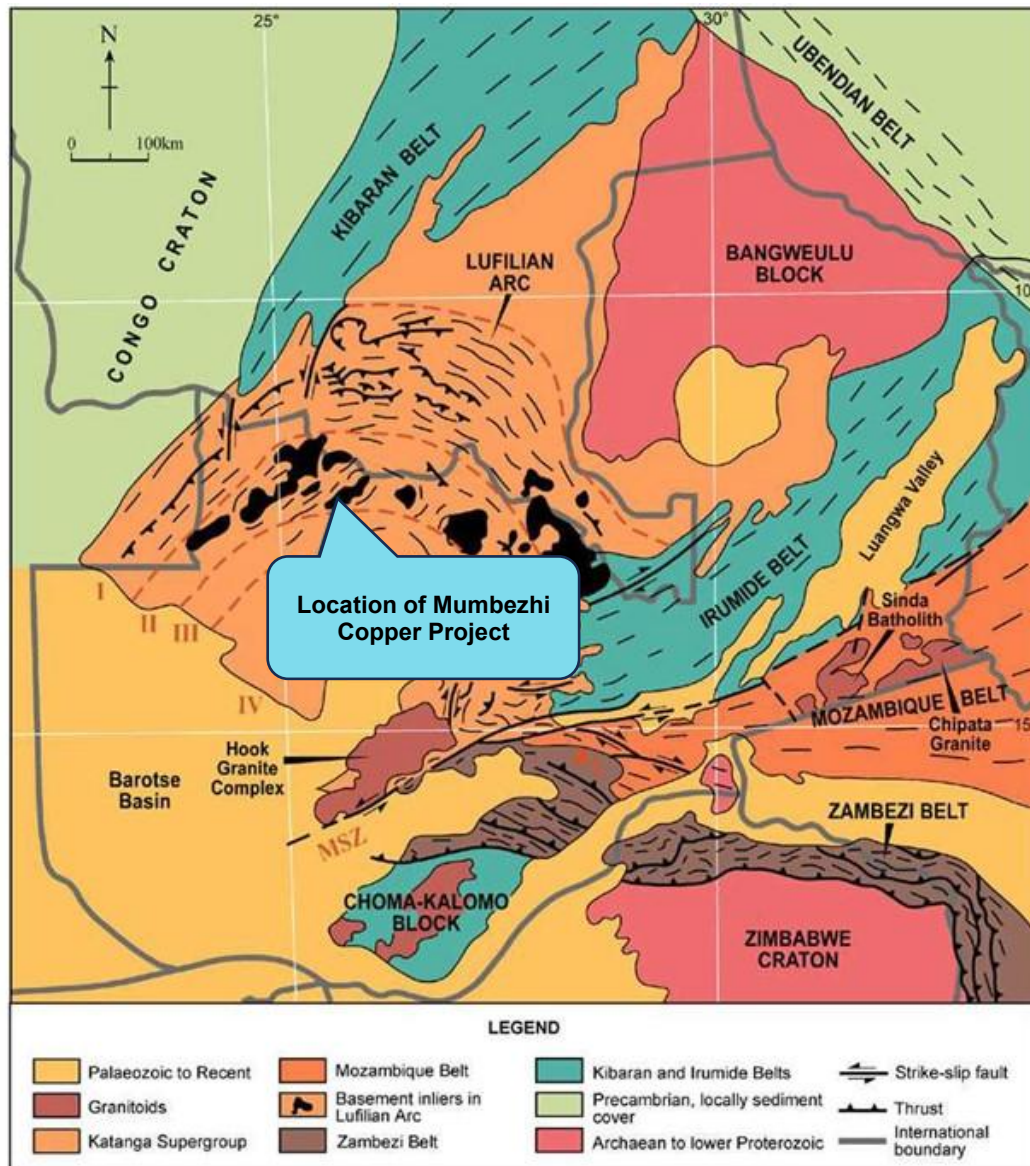 25°
30°
N
0 100km
UBENDIAN BELT
KIBARAN BELT
CONGO CRATON
LUFILIAN
ARC
BANGWEULU
BLOCK
10
Luangwa Valley
Location of Mumbezhi
Copper Project
IRUMIDE BELT
I
II
III
IV
Sinda
Batholith
MOZAMBIQUE BELT
15
Chipata
Granite
Hook
Granite
Complex
Barotse
Basin
MSZ
ZAMBEZI BELT
CHOMA-KALOMO
BLOCK
ZIMBABWE
CRATON
LEGEND
Palaeozoic to Recent
Granitoids
Katanga Supergroup
Mozambique Belt
Basement inliers in
Lufilian Arc
Zambezi Belt
Kibaran and Irumide Belts
Precambrian, locally sediment
cover
Archaean to lower Proterozoic
Strike-slip fault
Thrust
International
boundary